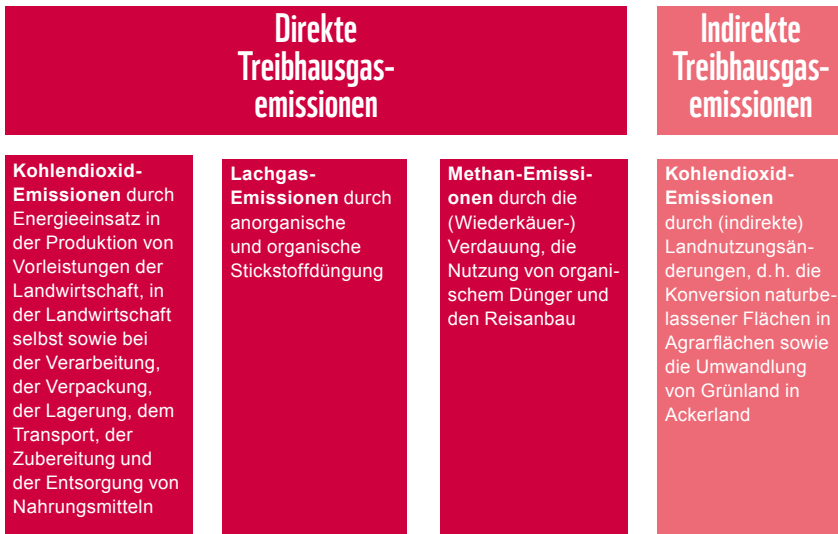 Direkte
Treibhausgas-
emissionen
Indirekte
Treibhausgas-
emissionen
Kohlendioxid-
Emissionen durch
Energieeinsatz in
der Produktion von
Vorleistungen der
Landwirtschaft, in
der Landwirtschaft
selbst sowie bei
der Verarbeitung,
der Verpackung,
der Lagerung, dem
Transport, der
Zubereitung und
der Entsorgung von
Nahrungsmitteln
Lachgas-
Emissionen durch
anorganische
und organische
Stickstoffdüngung
Methan-Emissi-
onen durch die
(Wiederkäuer-)
Verdauung, die
Nutzung von organi-
schem Dünger und
den Reisanbau
Kohlendioxid-
Emissionen
durch (indirekte)
Landnutzungsän-
derungen, d. h. die
Konversion naturbe-
lassener Flächen in
Agrarflächen sowie
die Umwandlung
von Grünland in
Ackerland